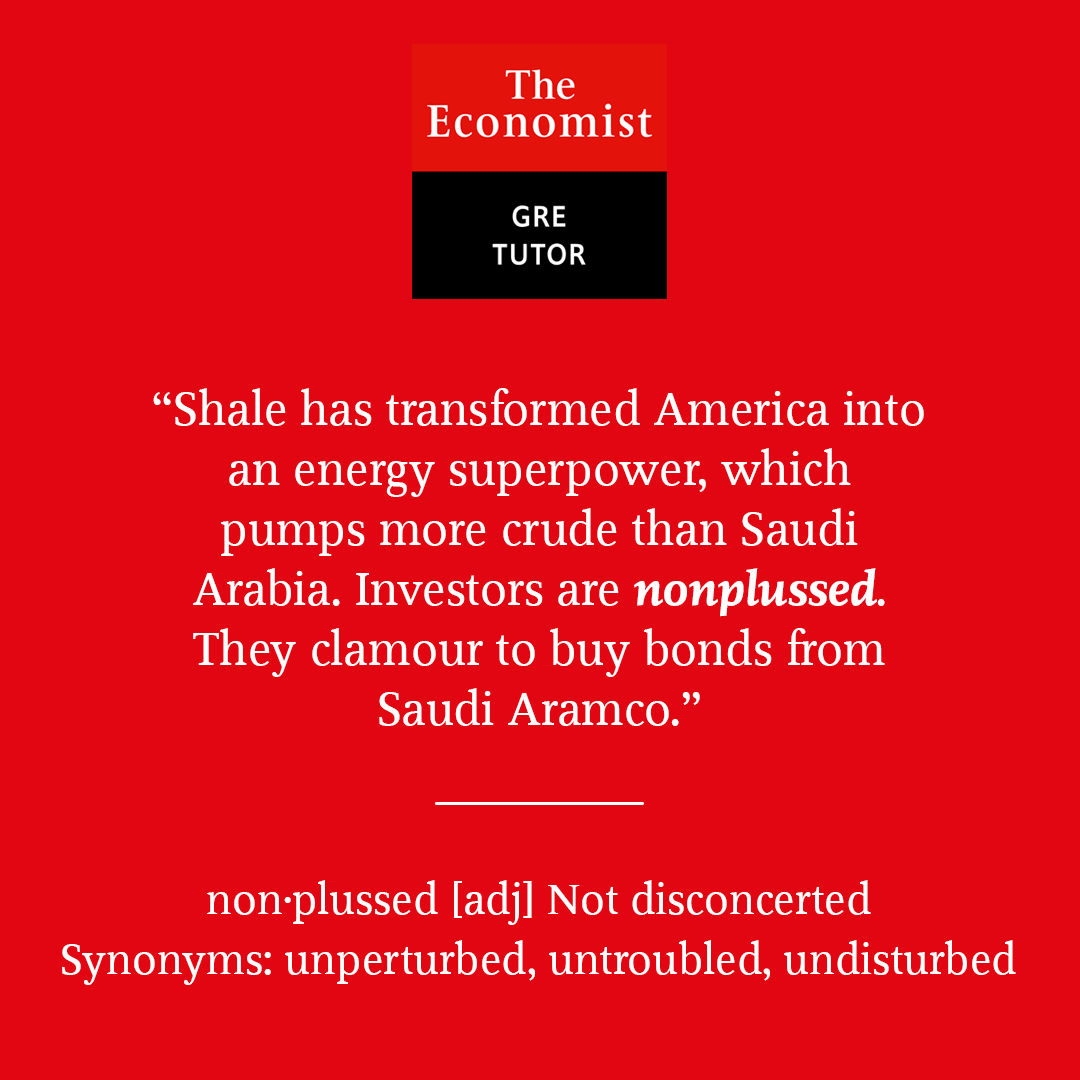 The
Economist
GRE
TUTOR
“Shale has transformed America into
an energy superpower, which
pumps more crude than Saudi
Arabia. Investors are nonplussed.
They clamour to buy bonds from
Saudi Aramco.”
non·plussed [adj] Not disconcerted
Synonyms: unperturbed, untroubled, undisturbed